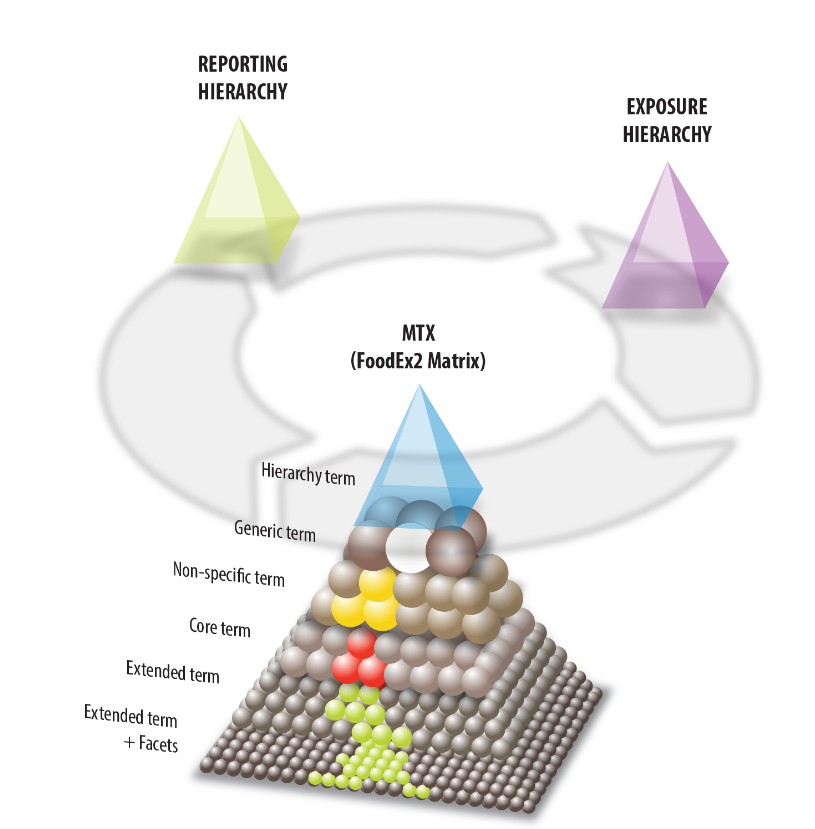 REPORTING
HIERARCHY
EXPOSURE
HIERARCHY
MTX
(FoodEx2 Matrix)
Hierarchy term
Generic term
Non-specific term
Core term
Extended term
Extended term
+ Facets